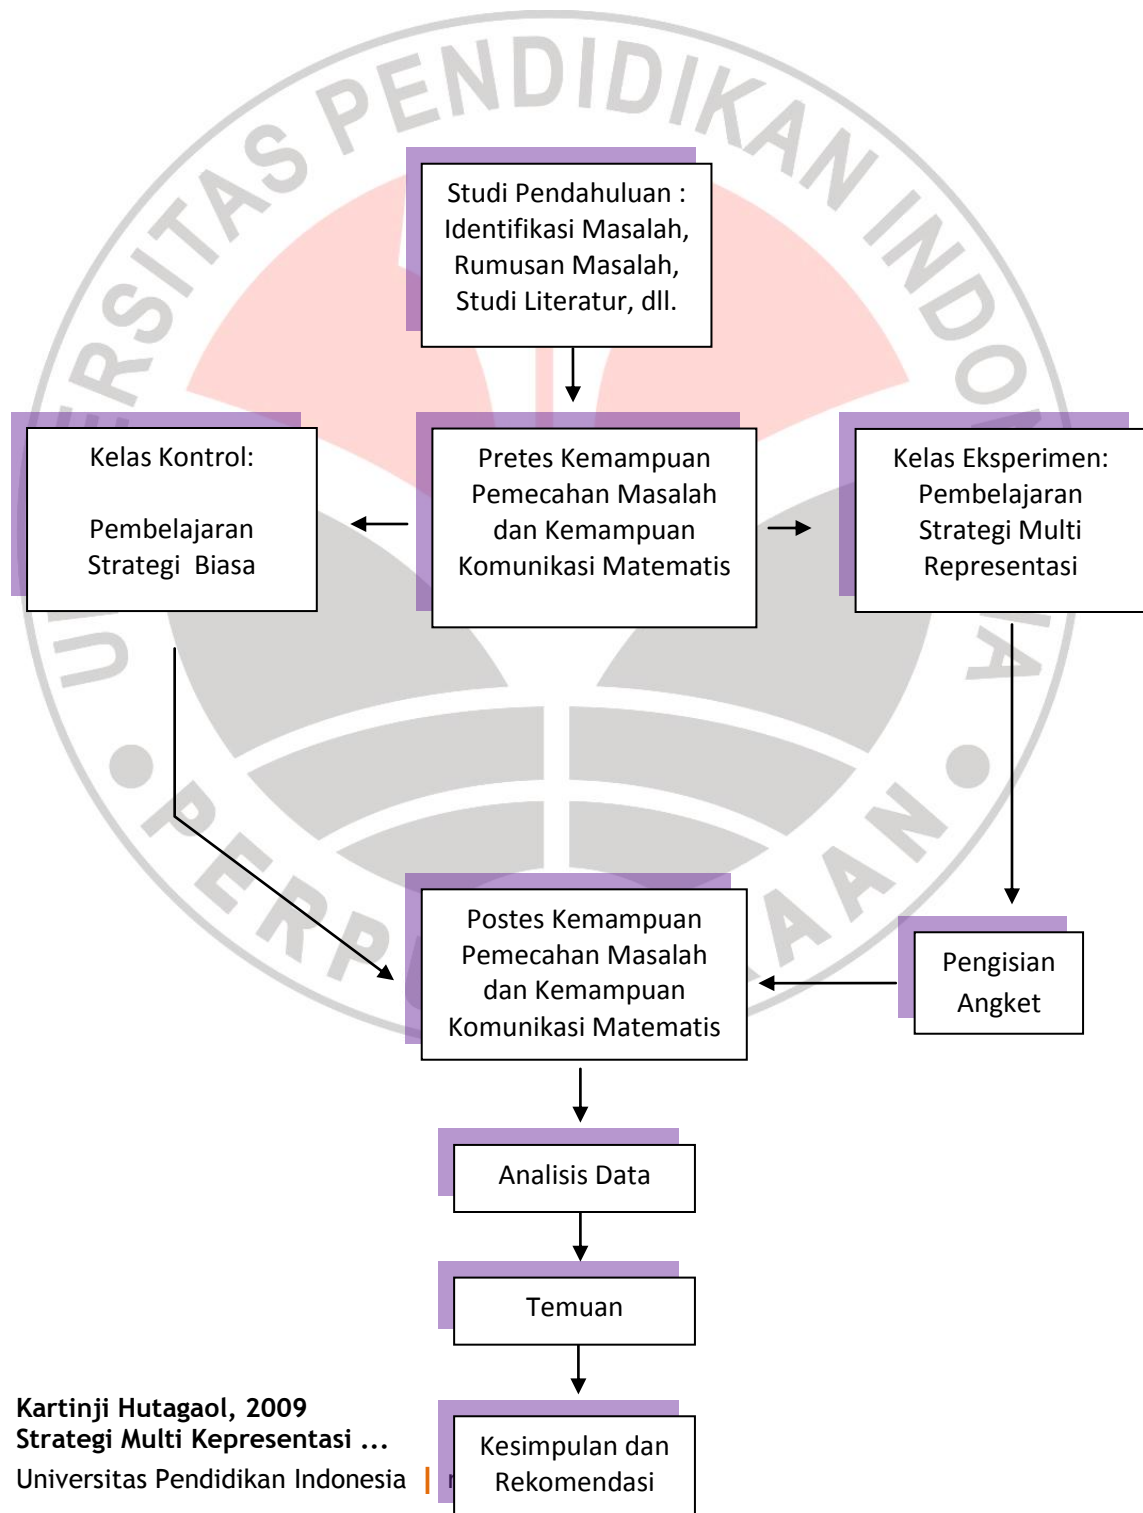 UNIVERSITAS PENDIDIKAN INDONESIA
Studi Pendahuluan :
Identifikasi Masalah,
Rumusan Masalah,
Studi Literatur, dll.
Kelas Kontrol:
Pembelajaran
Strategi Biasa
Pretes Kemampuan
Pemecahan Masalah
dan Kemampuan
Komunikasi Matematis
Kelas Eksperimen:
Pembelajaran
Strategi Multi
Representasi
Postes Kemampuan
Pemecahan Masalah
dan Kemampuan
Komunikasi Matematis
Pengisian
Angket
Analisis Data
Temuan
Kesimpulan dan
Rekomendasi
Kartinji Hutagaol, 2009
Strategi Multi Kepresentasi ...
Universitas Pendidikan Indonesia |